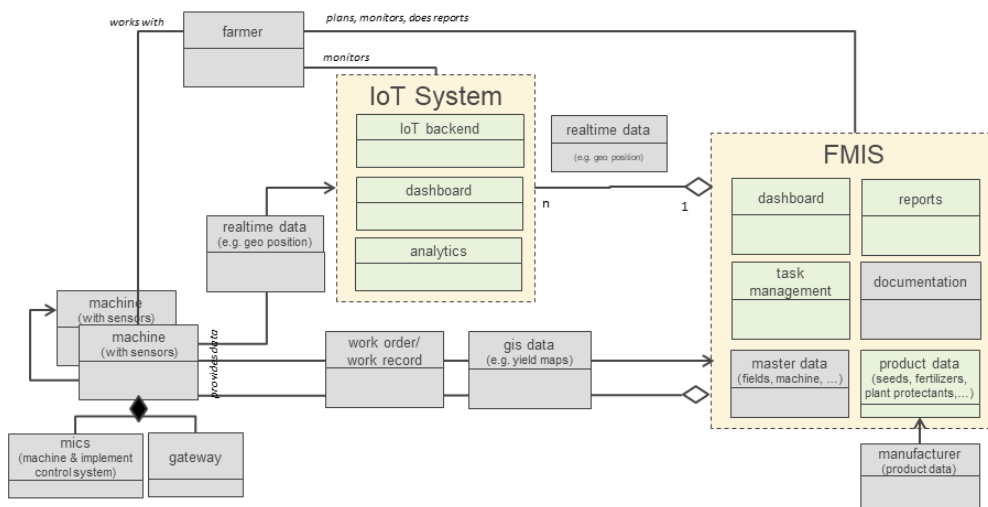 works with
plans, monitors, does reports
farmer
monitors
IoT System
IoT backend
dashboard
analytics
realtime data
(e.g. geo position)
n
1
FMIS
dashboard
reports
task
management
documentation
master data
(fields, machine, ...)
product data
(seeds, fertilizers,
plant protectants,...)
realtime data
(e.g. geo position)
machine
(with sensors)
machine
(with sensors)
provides data
work order/
work record
gis data
(e.g. yield maps)
mics
(machine & implement
control system)
gateway
manufacturer
(product data)